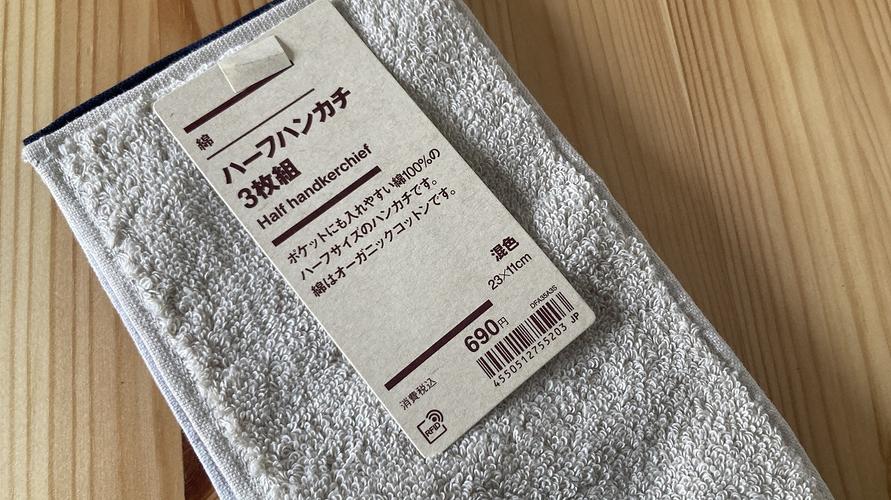 綿
ハーフハンカチ
3枚組
Half handkerchief
ポケットにも入れやすい綿100%の
ハーフサイズのハンカチです。
綿はオーガニックコットンです。
混色
23×11cm
690円
消費税込
DFA35A35
4550512755203 JP
RFID